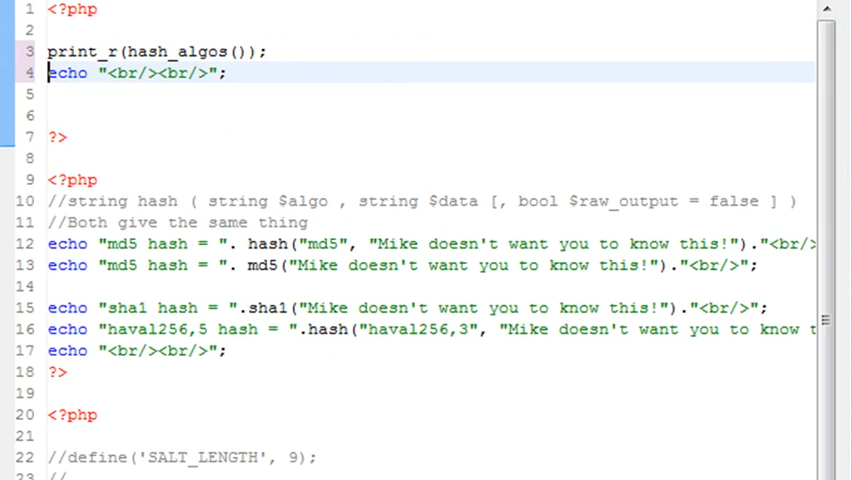 1 <?php
2
3 print_r(hash_algos());
4 echo "<br/><br/>";
5
6
7 ?>
8
9 <?php
10 //string hash ( string $algo , string $data [, bool $raw_output = false ] )
11 //Both give the same thing
12 echo "md5 hash = ". hash("md5", "Mike doesn't want you to know this!")."<br/>
13 echo "md5 hash = ". md5("Mike doesn't want you to know this!")."<br/>";
14
15 echo "sha1 hash = ".sha1("Mike doesn't want you to know this!")."<br/>";
16 echo "haval256,5 hash = ".hash("haval256,3", "Mike doesn't want you to know t
17 echo "<br/><br/>";
18 ?>
19
20 <?php
21
22 //define('SALT_LENGTH', 9);
23 //